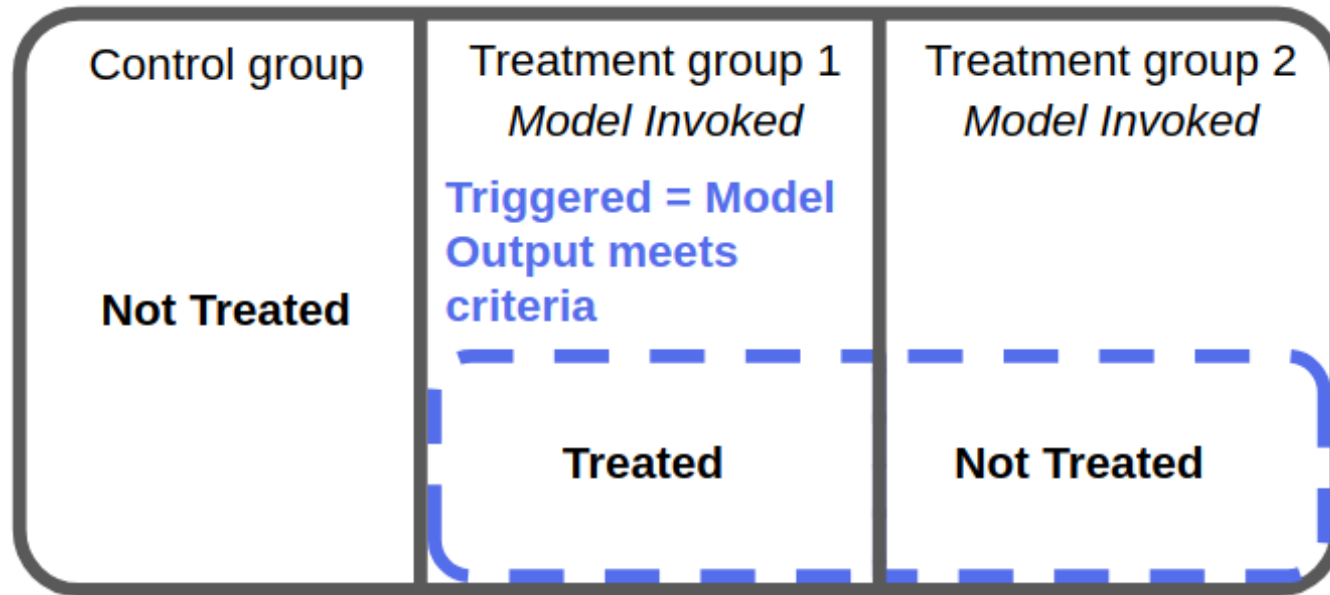 Control group
Not Treated
Treatment group 1
Model Invoked
Triggered = Model
Output meets
criteria
Treated
Treatment group 2
Model Invoked
Not Treated